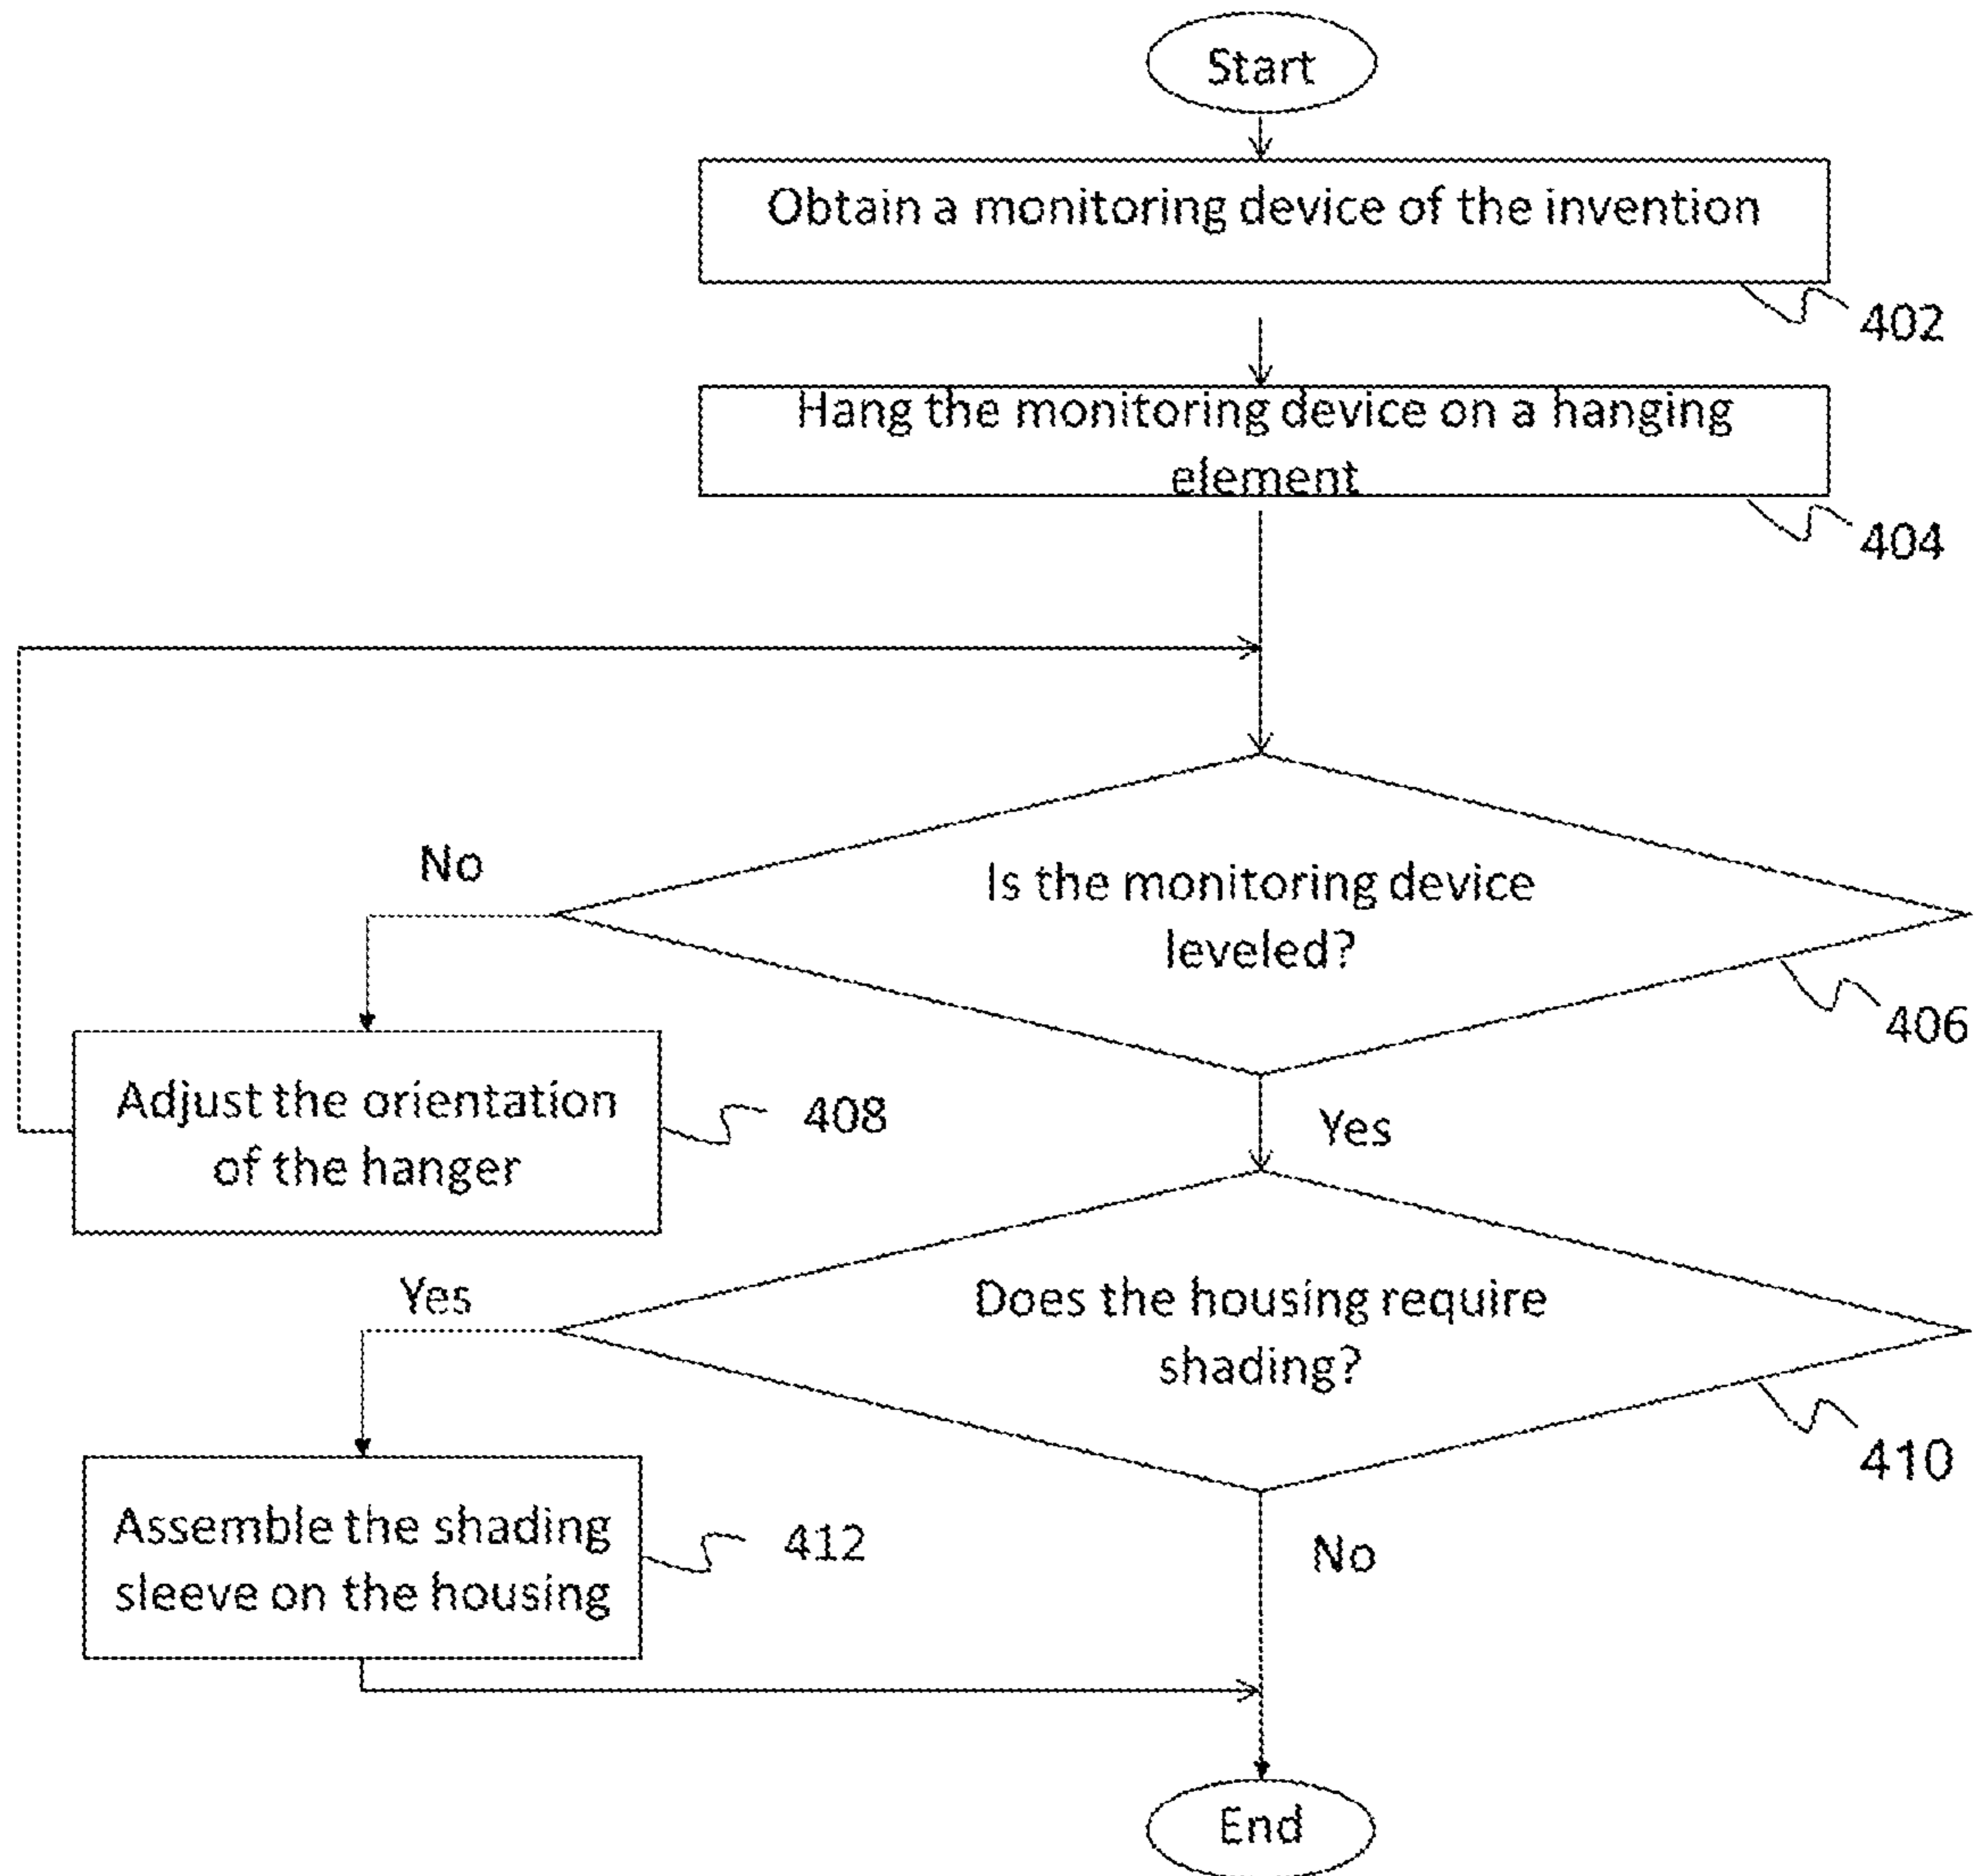 Start
Obtain a monitoring device of the invention
402
Hang the monitoring device on a hanging
element
404
No
Is the monitoring device
leveled?
406
Adjust the orientation
of the hanger
408
Yes
Yes
Does the housing require
shading?
410
Assemble the shading
sleeve on the housing
412
No
End